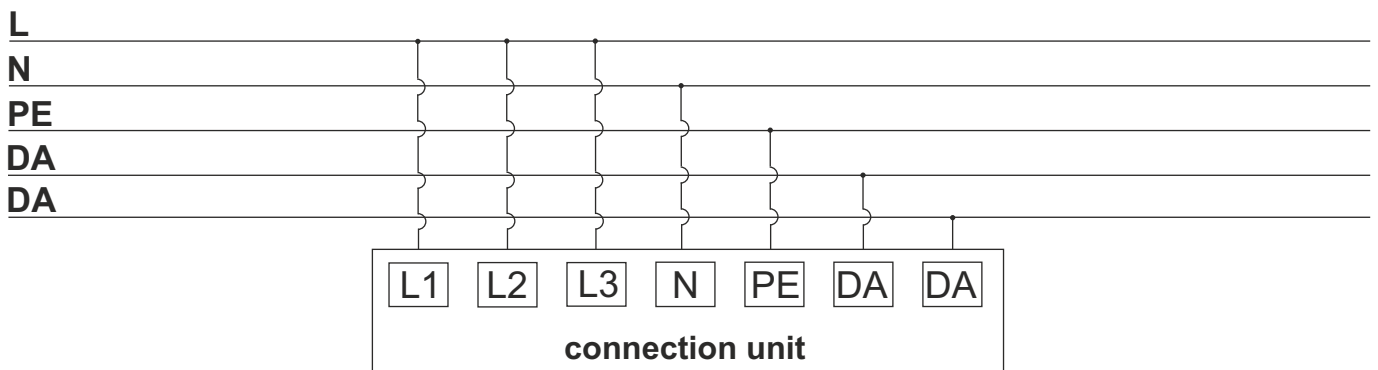 L
N
PE
DA
DA
L1 L2 L3 N PE DA DA
connection unit